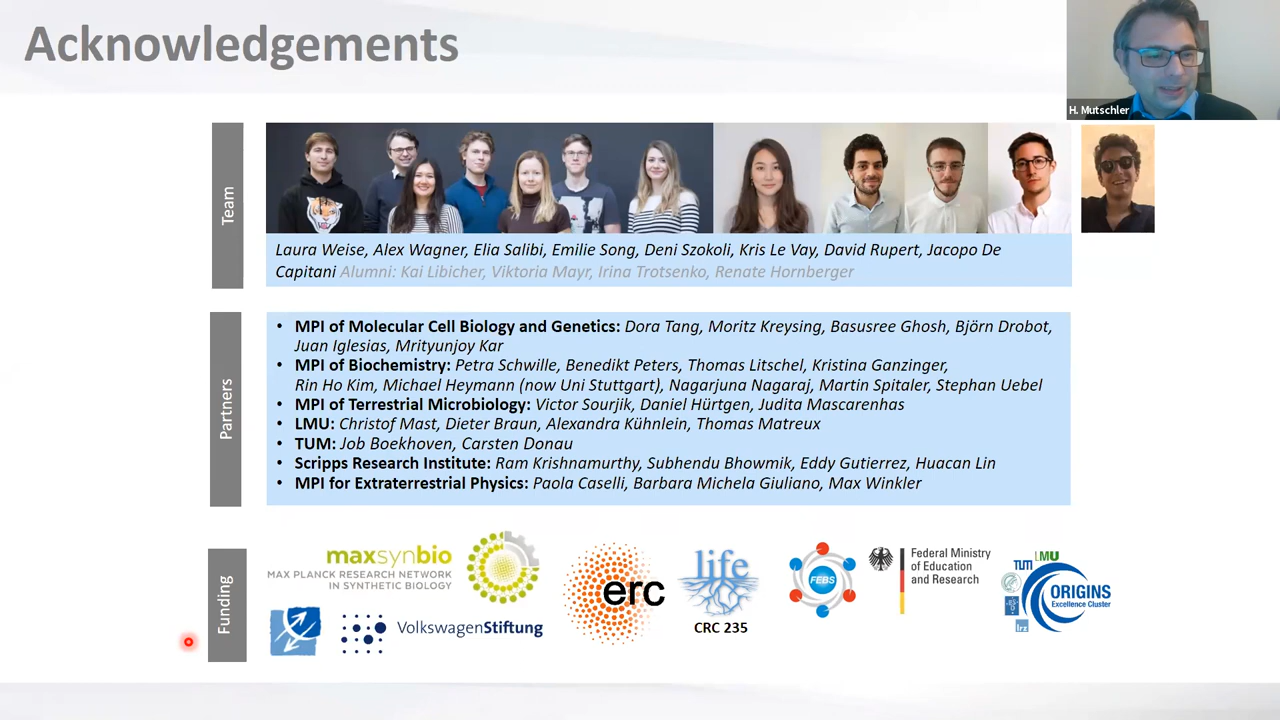 Acknowledgements
H. Mutschler
Team
Laura Weise, Alex Wagner, Elia Salibi, Emilie Song, Deni Szokoli, Kris Le Vay, David Rupert, Jacopo De
Capitani Alumni: Kai Libicher, Viktoria Mayr, Irina Trotsenko, Renate Hornberger
Partners
• MPI of Molecular Cell Biology and Genetics: Dora Tang, Moritz Kreysing, Basusree Ghosh, Björn Drobot,
Juan Iglesias, Mrityunjoy Kar
• MPI of Biochemistry: Petra Schwille, Benedikt Peters, Thomas Litschel, Kristina Ganzinger,
Rin Ho Kim, Michael Heymann (now Uni Stuttgart), Nagarjuna Nagaraj, Martin Spitaler, Stephan Uebel
• MPI of Terrestrial Microbiology: Victor Sourjik, Daniel Hürtgen, Judita Mascarenhas
• LMU: Christof Mast, Dieter Braun, Alexandra Kühnlein, Thomas Matreux
• TUM: Job Boekhoven, Carsten Donau
• Scripps Research Institute: Ram Krishnamurthy, Subhendu Bhowmik, Eddy Gutierrez, Huacan Lin
• MPI for Extraterrestrial Physics: Paola Caselli, Barbara Michela Giuliano, Max Winkler
Funding
maxsynbio
MAX PLANCK RESEARCH NETWORK
IN SYNTHETIC BIOLOGY
VolkswagenStiftung
erc
life
CRC 235
FEBS
Federal Ministry
of Education
and Research
TUM LMU
ORIGINS
Excellence Cluster
lrz